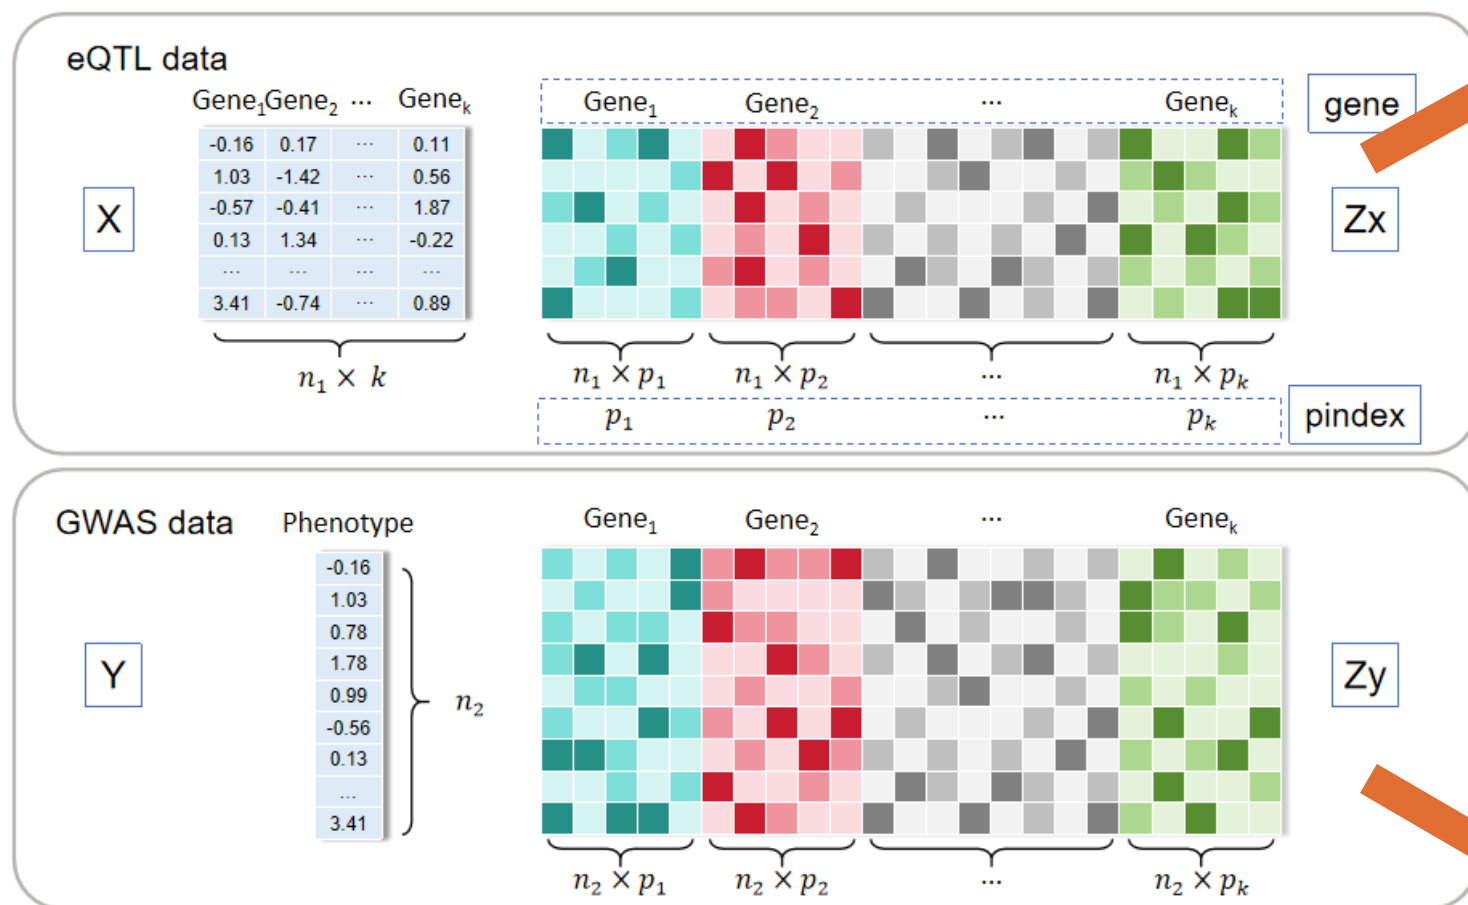 eQTL data
Gene₁ Gene₂ ... Geneₖ
Gene₁ Gene₂ ... Geneₖ
gene
-0.16 0.17 ... 0.11
1.03 -1.42 ... 0.56
-0.57 -0.41 ... 1.87
0.13 1.34 ... -0.22
... ... ... ...
3.41 -0.74 ... 0.89
X
Zx
n₁ × k
n₁ × p₁ n₁ × p₂ ... n₁ × pₖ
p₁ p₂ ... pₖ
pindex
GWAS data
Phenotype
Gene₁ Gene₂ ... Geneₖ
-0.16
1.03
0.78
1.78
0.99
-0.56
0.13
...
3.41
Y
n₂
Zy
n₂ × p₁ n₂ × p₂ ... n₂ × pₖ